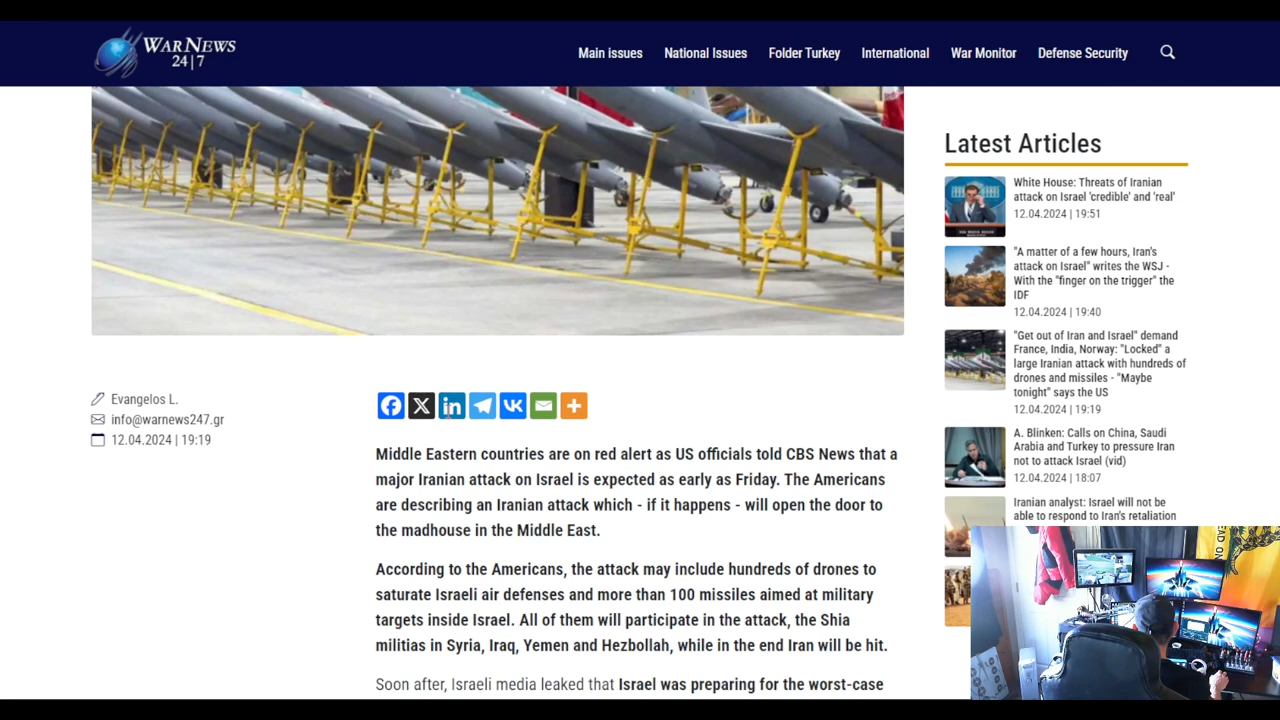 WARNEWS
24|7
Main issues
National Issues
Folder Turkey
International
War Monitor
Defense Security
Evangelos L.
info@warnews247.gr
12.04.2024 | 19:19
Middle Eastern countries are on red alert as US officials told CBS News that a
major Iranian attack on Israel is expected as early as Friday. The Americans
are describing an Iranian attack which - if it happens - will open the door to
the madhouse in the Middle East.
According to the Americans, the attack may include hundreds of drones to
saturate Israeli air defenses and more than 100 missiles aimed at military
targets inside Israel. All of them will participate in the attack, the Shia
militias in Syria, Iraq, Yemen and Hezbollah, while in the end Iran will be hit.
Soon after, Israeli media leaked that Israel was preparing for the worst-case
Latest Articles
White House: Threats of Iranian
attack on Israel 'credible' and 'real'
12.04.2024 | 19:51
"A matter of a few hours, Iran's
attack on Israel" writes the WSJ -
With the "finger on the trigger" the
IDF
12.04.2024 | 19:40
"Get out of Iran and Israel" demand
France, India, Norway: "Locked" a
large Iranian attack with hundreds of
drones and missiles - "Maybe
tonight" says the US
12.04.2024 | 19:19
A. Blinken: Calls on China, Saudi
Arabia and Turkey to pressure Iran
not to attack Israel (vid)
12.04.2024 | 18:07
Iranian analyst: Israel will not be
able to respond to Iran's retaliation
EAD ON